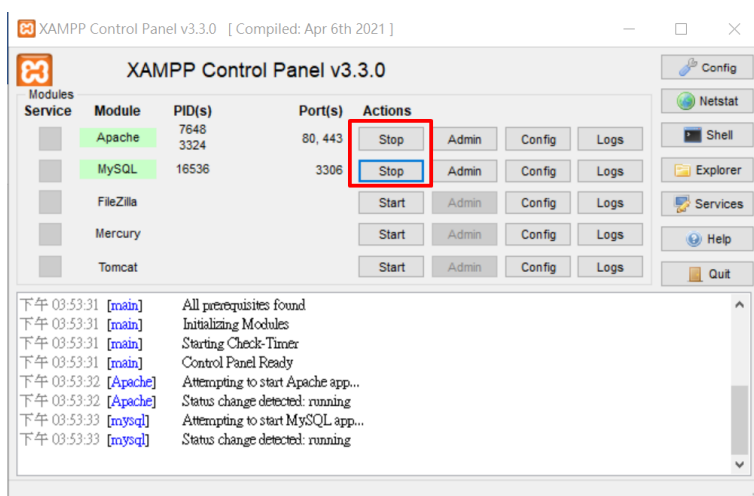 XAMPP Control Panel v3.3.0 [ Compiled: Apr 6th 2021 ]
XAMPP Control Panel v3.3.0
Config
Modules
Service Module PID(s) Port(s) Actions
Netstat
Apache 7648 3324 80, 443 Stop Admin Config Logs
Shell
MySQL 16536 3306 Stop Admin Config Logs
Explorer
FileZilla Start Admin Config Logs
Services
Mercury Start Admin Config Logs
Help
Tomcat Start Admin Config Logs
Quit
下午 03:53:31 [main] All prerequisites found
下午 03:53:31 [main] Initializing Modules
下午 03:53:31 [main] Starting Check-Timer
下午 03:53:31 [main] Control Panel Ready
下午 03:53:32 [Apache] Attempting to start Apache app...
下午 03:53:32 [Apache] Status change detected: running
下午 03:53:33 [mysql] Attempting to start MySQL app...
下午 03:53:33 [mysql] Status change detected: running